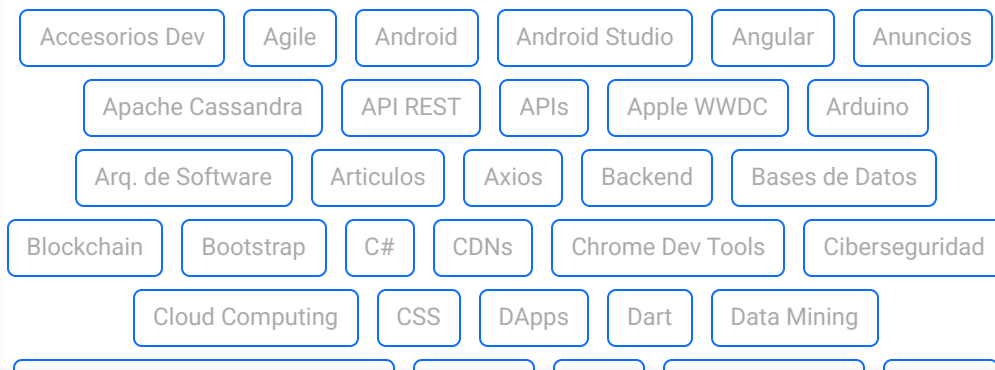 Accesorios Dev Agile Android Android Studio Angular Anuncios
Apache Cassandra API REST APIs Apple WWDC Arduino
Arq. de Software Articulos Axios Backend Bases de Datos
Blockchain Bootstrap C# CDNs Chrome Dev Tools Ciberseguridad
Cloud Computing CSS DApps Dart Data Mining